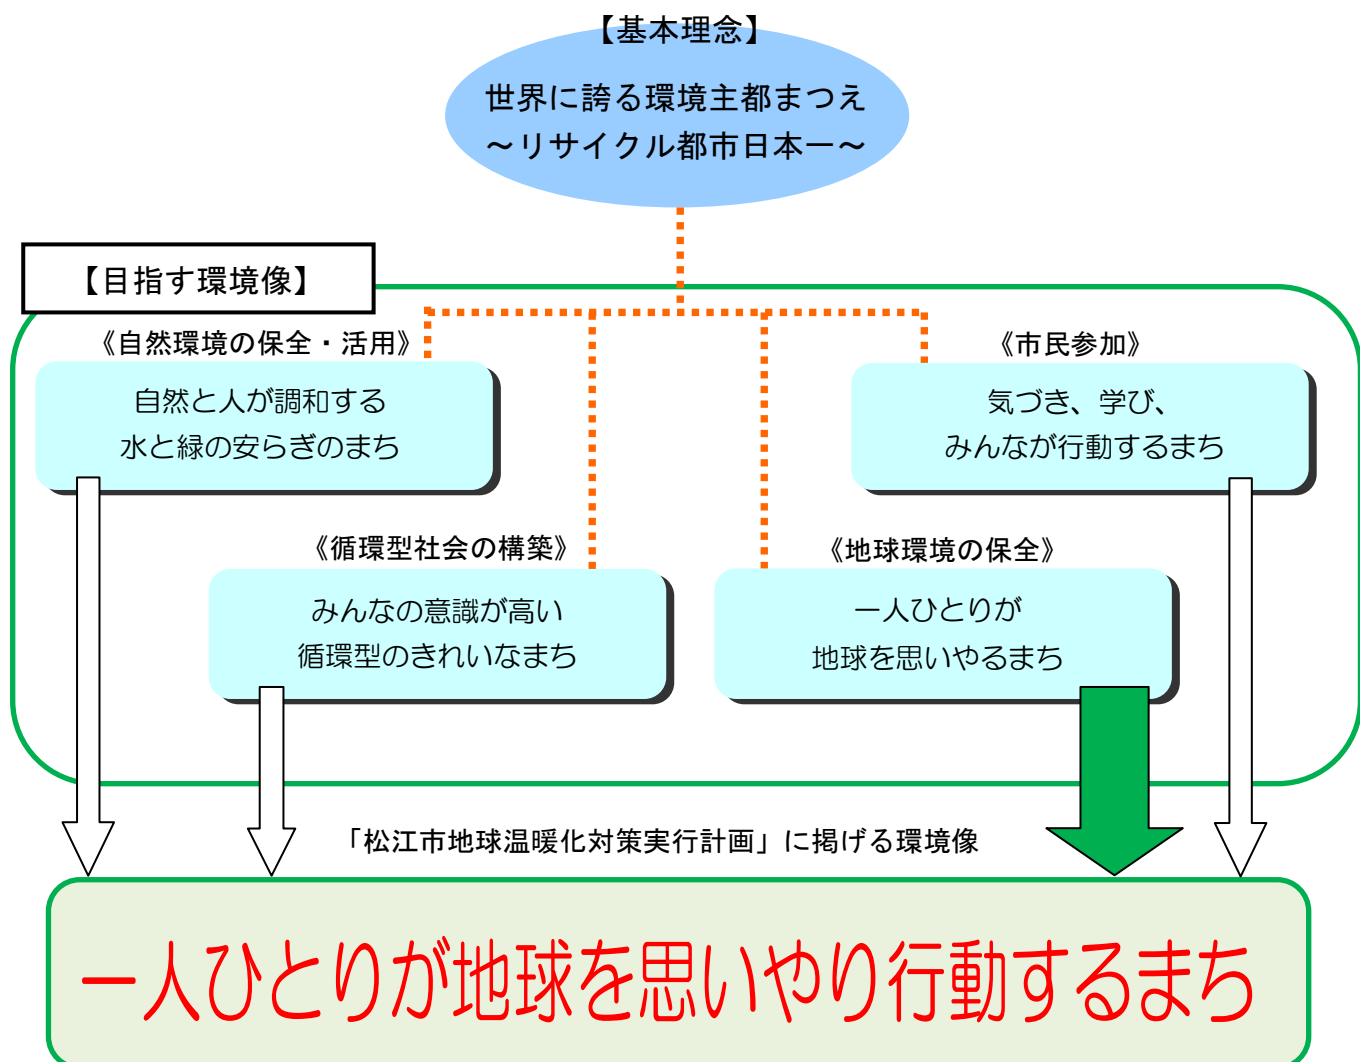 【基本理念】
世界に誇る環境主都まつえ
～リサイクル都市日本一～
【目指す環境像】
《自然環境の保全・活用》
自然と人が調和する
水と緑の安らぎのまち
《市民参加》
気づき、学び、
みんなが行動するまち
《循環型社会の構築》
みんなの意識が高い
循環型のきれいなまち
《地球環境の保全》
一人ひとりが
地球を思いやるまち
「松江市地球温暖化対策実行計画」に掲げる環境像
一人ひとりが地球を思いやり行動するまち